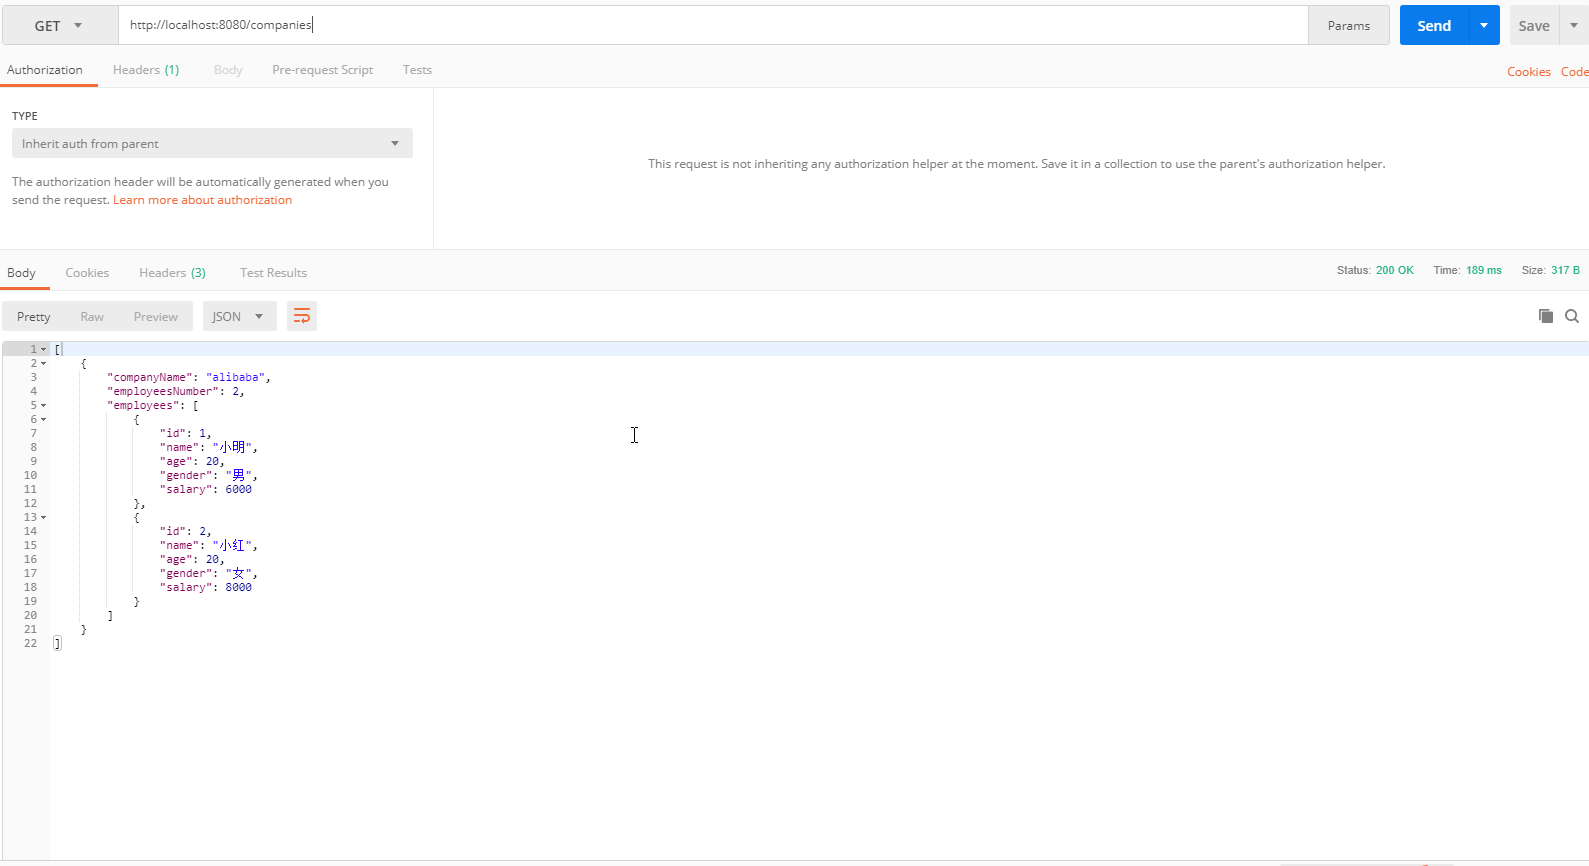 GET http://localhost:8080/companies Params Send Save
Authorization Headers (1) Body Pre-request Script Tests Cookies Code
TYPE
Inherit auth from parent
The authorization header will be automatically generated when you
send the request. Learn more about authorization
This request is not inheriting any authorization helper at the moment. Save it in a collection to use the parent's authorization helper.
Body Cookies Headers (3) Test Results Status: 200 OK Time: 189 ms Size: 317 B
Pretty Raw Preview JSON
1 [
2 {
3 "companyName": "alibaba",
4 "employeesNumber": 2,
5 "employees": [
6 {
7 "id": 1,
8 "name": "小明",
9 "age": 20,
10 "gender": "男",
11 "salary": 6000
12 },
13 {
14 "id": 2,
15 "name": "小红",
16 "age": 20,
17 "gender": "女",
18 "salary": 8000
19 }
20 ]
21 }
22 ]